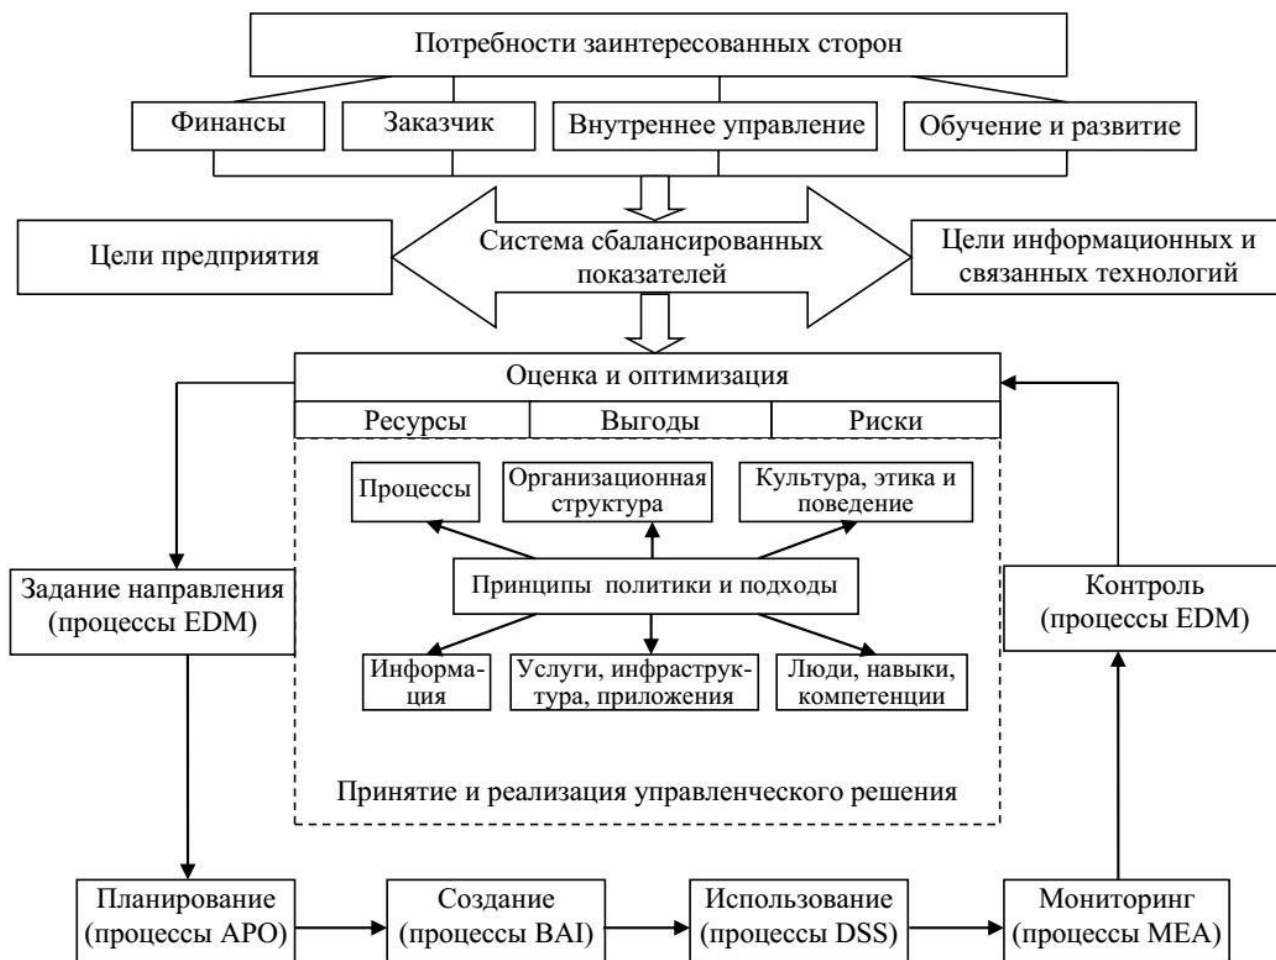 Потребности заинтересованных сторон
Финансы
Заказчик
Внутреннее управление
Обучение и развитие
Цели предприятия
Система сбалансированных
показателей
Цели информационных и
связанных технологий
Оценка и оптимизация
Ресурсы
Выгоды
Риски
Процессы
Организационная
структура
Культура, этика и
поведение
Принципы политики и подходы
Информа-
ция
Услуги, инфраструк-
тура, приложения
Люди, навыки,
компетенции
Принятие и реализация управленческого решения
Задание направления
(процессы EDM)
Контроль
(процессы EDM)
Планирование
(процессы APO)
Создание
(процессы BAI)
Использование
(процессы DSS)
Мониторинг
(процессы MEA)